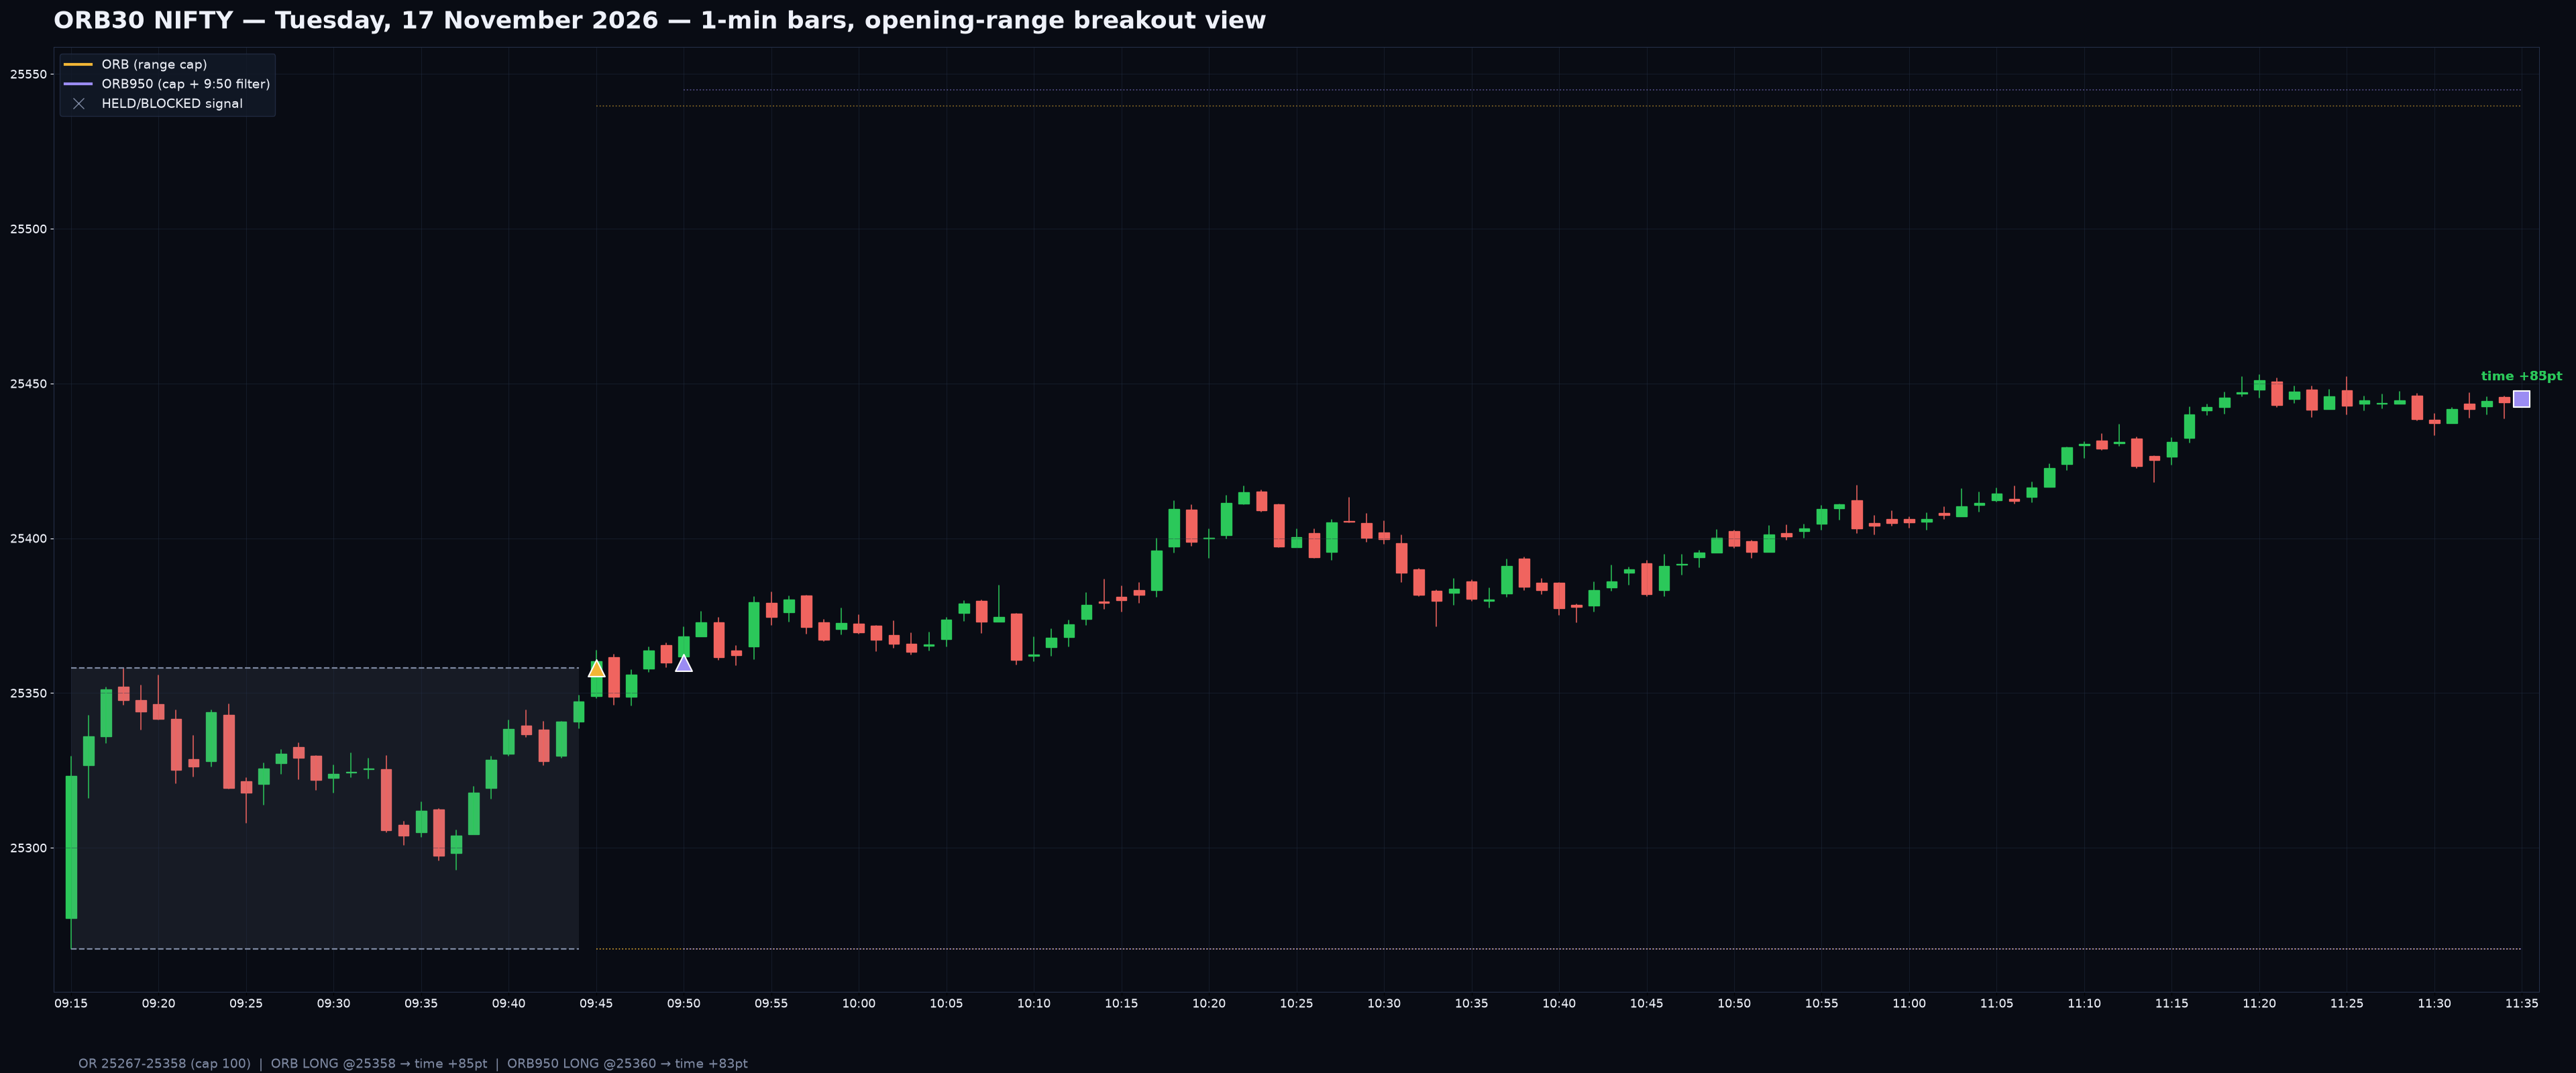 ORB30 NIFTY — Tuesday, 17 November 2026 — 1-min bars, opening-range breakout view
ORB (range cap)
ORB950 (cap + 9:50 filter)
HELD/BLOCKED signal
25550
25500
25450
25400
25350
25300
time +85pt
09:15 09:20 09:25 09:30 09:35 09:40 09:45 09:50 09:55 10:00 10:05 10:10 10:15 10:20 10:25 10:30 10:35 10:40 10:45 10:50 10:55 11:00 11:05 11:10 11:15 11:20 11:25 11:30 11:35
OR 25267-25358 (cap 100) | ORB LONG @25358 → time +85pt | ORB950 LONG @25360 → time +83pt